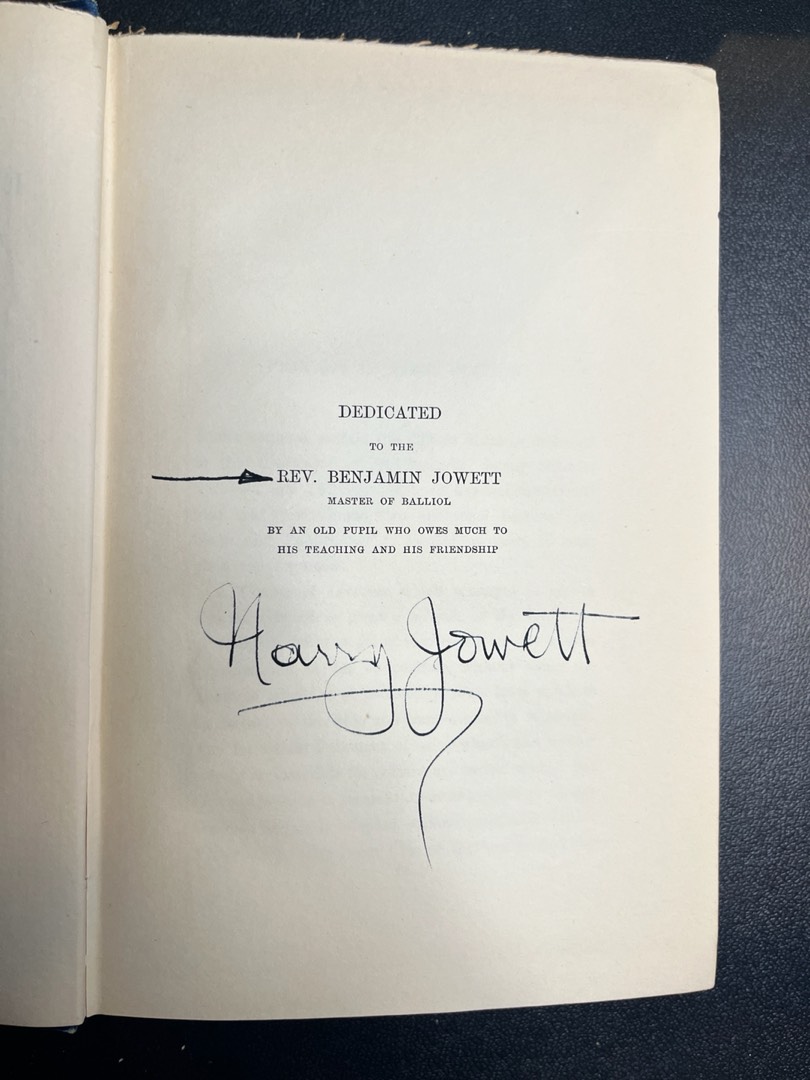 DEDICATED
TO THE
REV. BENJAMIN JOWETT
MASTER OF BALLIOL
BY AN OLD PUPIL WHO OWES MUCH TO
HIS TEACHING AND HIS FRIENDSHIP
Harry Jowett